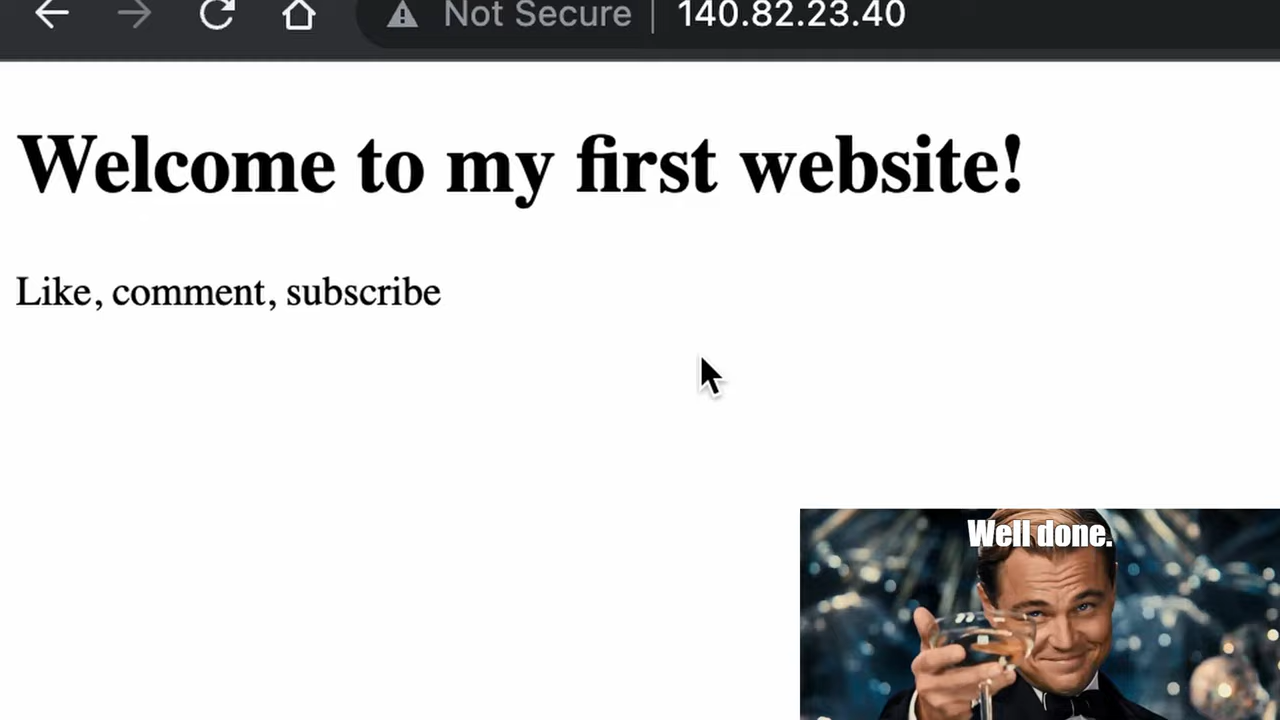 Not Secure | 140.82.23.40
Welcome to my first website!
Like, comment, subscribe
Well done.